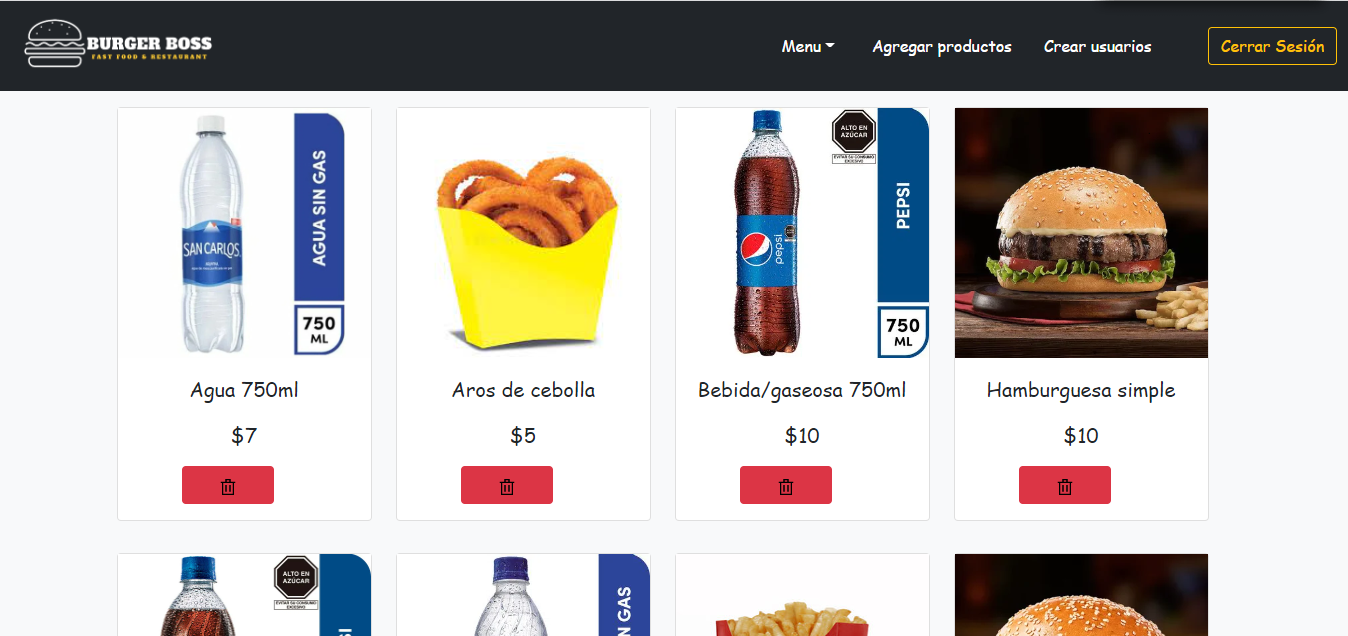 BURGER BOSS
FAST FOOD & RESTAURANT
Menu
Agregar productos
Crear usuarios
Cerrar Sesión
SAN CARLOS
AGUA SIN GAS
750
ML
Agua 750ml
$7
Aros de cebolla
$5
pepsi
ALTO EN
AZÚCAR
EVITAR SU CONSUMO
EXCESIVO
PEPSI
750
ML
Bebida/gaseosa 750ml
$10
Hamburguesa simple
$10
ALTO EN
AZÚCAR
EVITAR SU CONSUMO
EXCESIVO
SI
N GAS